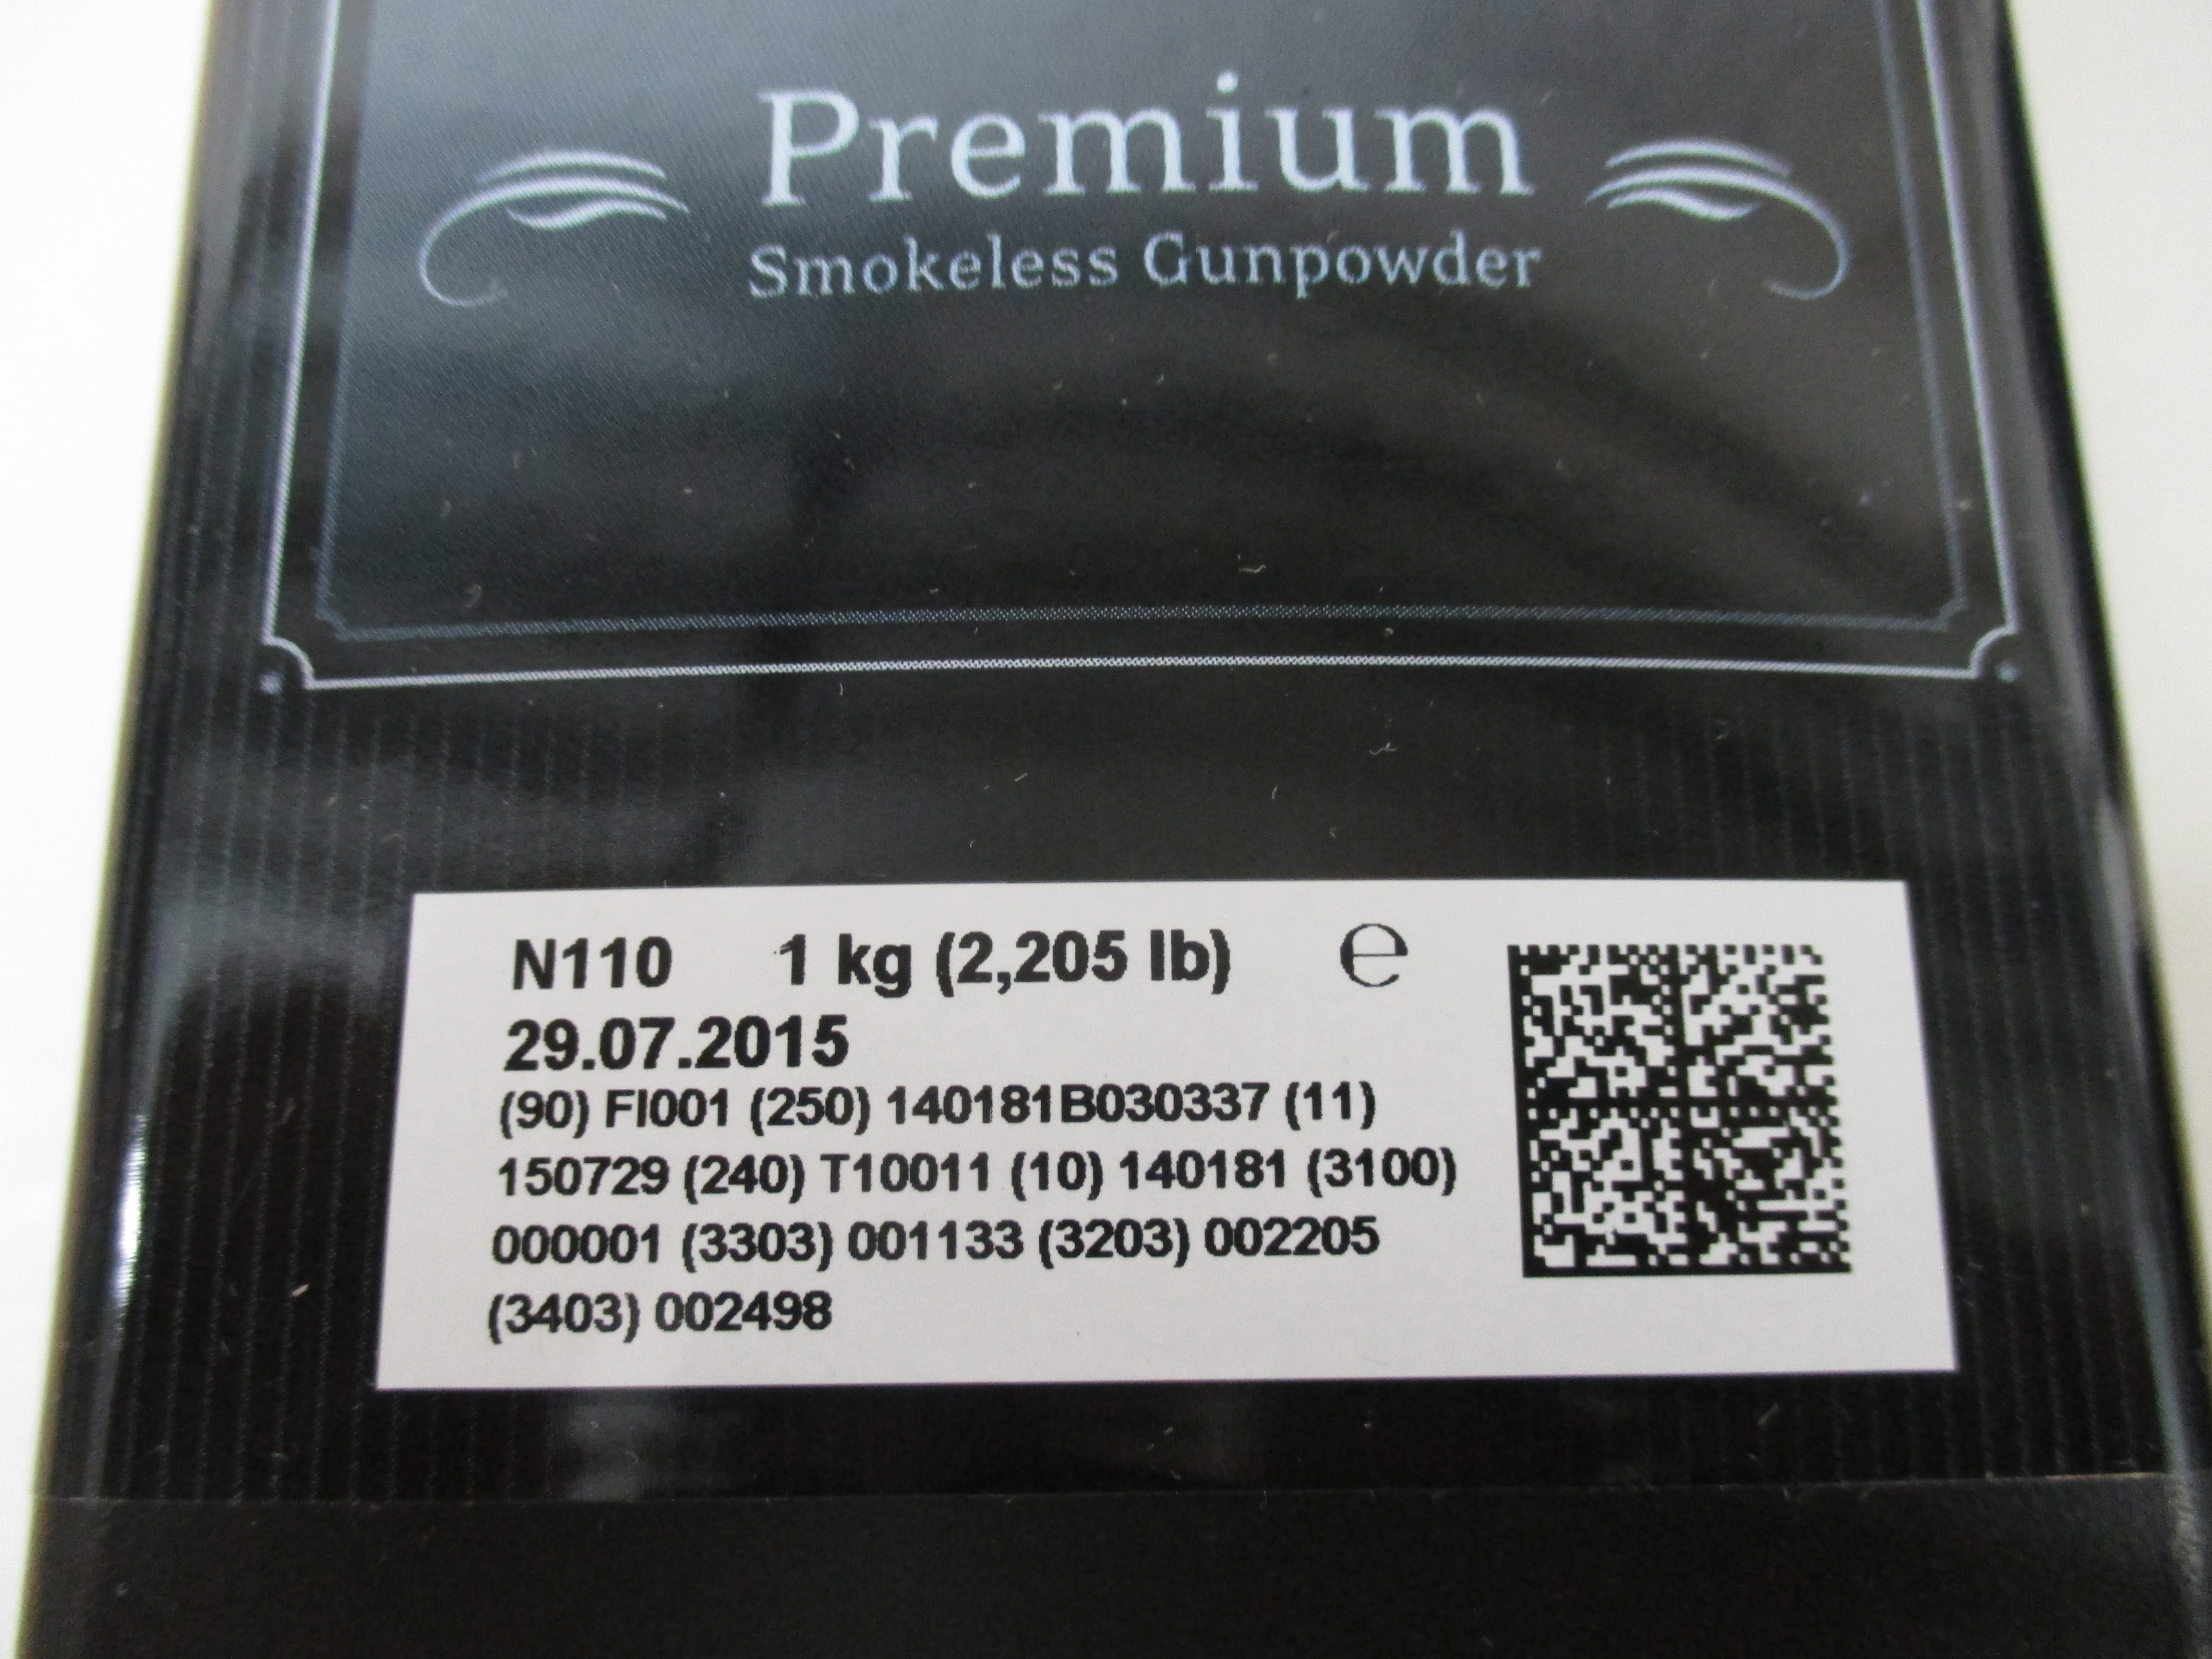 Premium
Smokeless Gunpowder
N110 1 kg (2,205 lb) e
29.07.2015
(90) FI001 (250) 140181B030337 (11)
150729 (240) T10011 (10) 140181 (3100)
000001 (3303) 001133 (3203) 002205
(3403) 002498